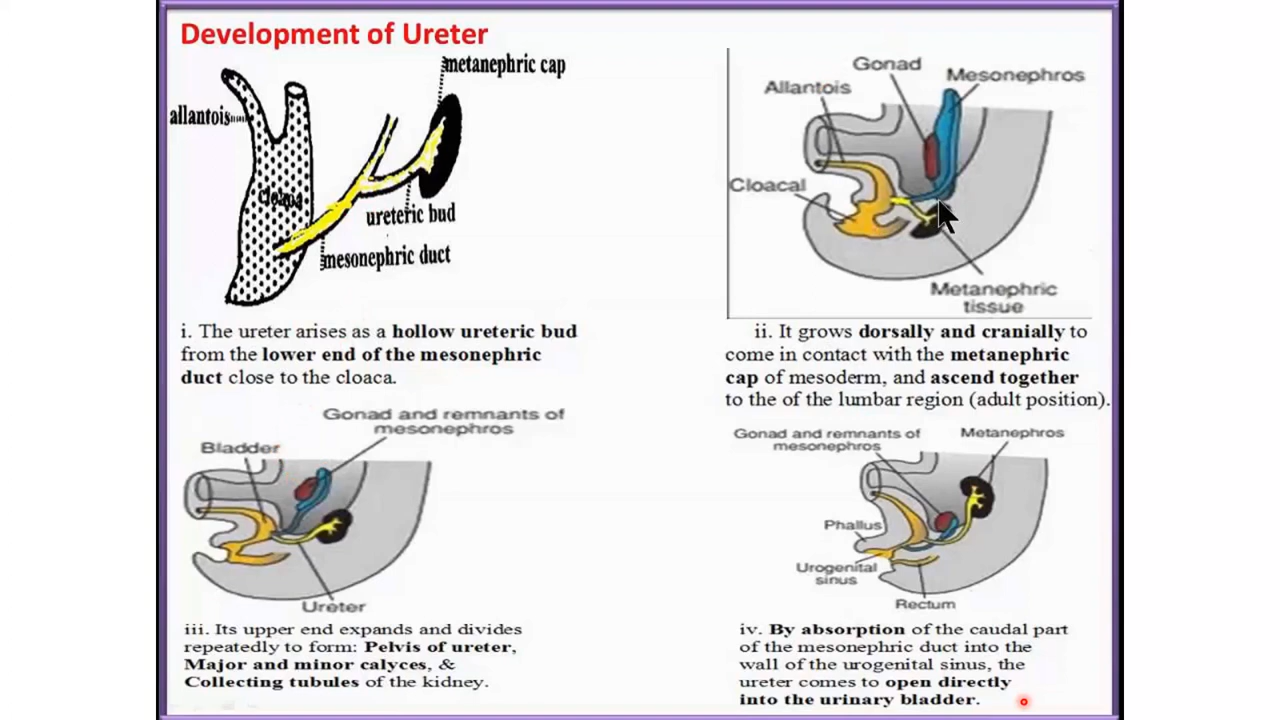 Development of Ureter
metanephric cap
allantois
cloaca
ureteric bud
mesonephric duct
i. The ureter arises as a hollow ureteric bud
from the lower end of the mesonephric
duct close to the cloaca.
Gonad
Mesonephros
Allantois
Cloacal
Metanephric
tissue
ii. It grows dorsally and cranially to
come in contact with the metanephric
cap of mesoderm, and ascend together
to the of the lumbar region (adult position).
Gonad and remnants of
mesonephros
Bladder
Ureter
iii. Its upper end expands and divides
repeatedly to form: Pelvis of ureter,
Major and minor calyces, &
Collecting tubules of the kidney.
Gonad and remnants of
mesonephros
Metanephros
Phallus
Urogenital
sinus
Rectum
iv. By absorption of the caudal part
of the mesonephric duct into the
wall of the urogenital sinus, the
ureter comes to open directly
into the urinary bladder.